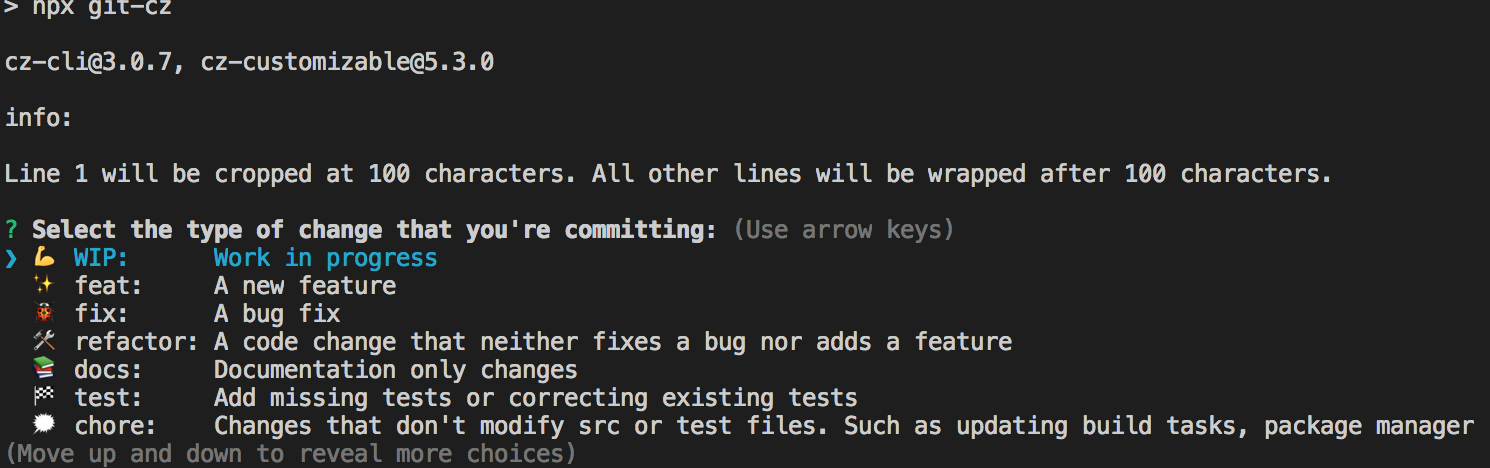 > npx git-cz
cz-cli@3.0.7, cz-customizable@5.3.0
info:
Line 1 will be cropped at 100 characters. All other lines will be wrapped after 100 characters.
? Select the type of change that you're committing: (Use arrow keys)
❯ 💪 WIP: Work in progress
✨ feat: A new feature
🐞 fix: A bug fix
🛠 refactor: A code change that neither fixes a bug nor adds a feature
📚 docs: Documentation only changes
🏁 test: Add missing tests or correcting existing tests
🗯 chore: Changes that don't modify src or test files. Such as updating build tasks, package manager
(Move up and down to reveal more choices)